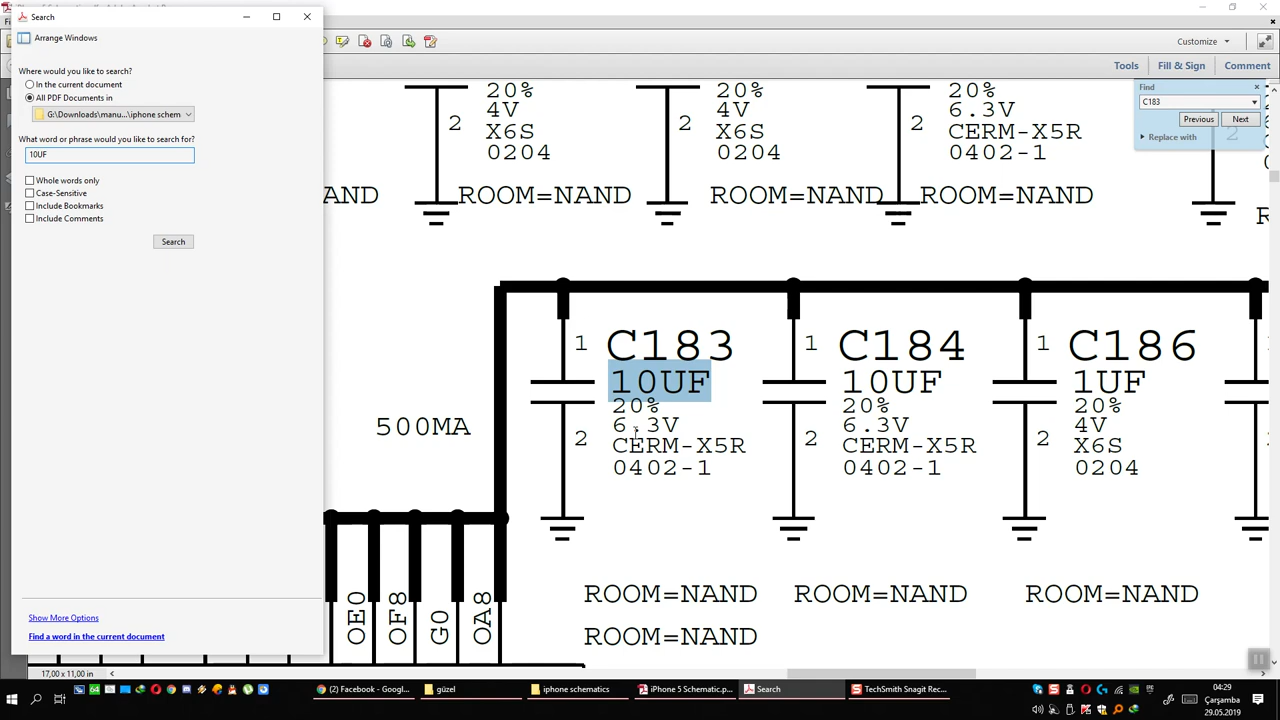 Search
Arrange Windows
Where would you like to search?
In the current document
All PDF Documents in
G:\Downloads\manu...\iphone schem
What word or phrase would you like to search for?
10UF
Whole words only
Case-Sensitive
Include Bookmarks
Include Comments
Search
Show More Options
Find a word in the current document
Customize
Tools
Fill & Sign
Comment
Find
C183
Previous
Next
Replace with
20%
4V
X6S
0204
2
20%
4V
X6S
0204
2
20%
6.3V
CERM-X5R
0402-1
2
2
AND
ROOM=NAND
ROOM=NAND
ROOM=NAND
1
C183
10UF
20%
6.3V
CERM-X5R
0402-1
2
1
C184
10UF
20%
6.3V
CERM-X5R
0402-1
2
1
C186
1UF
20%
4V
X6S
0204
2
500MA
OE0
OF8
G0
OA8
ROOM=NAND
ROOM=NAND
ROOM=NAND
ROOM=NAND
17,00 x 11,00 in
(2) Facebook - Googl...
güzel
iphone schematics
iPhone 5 Schematic.p...
Search
TechSmith Snagit Rec...
04:29
Çarşamba
29.05.2019